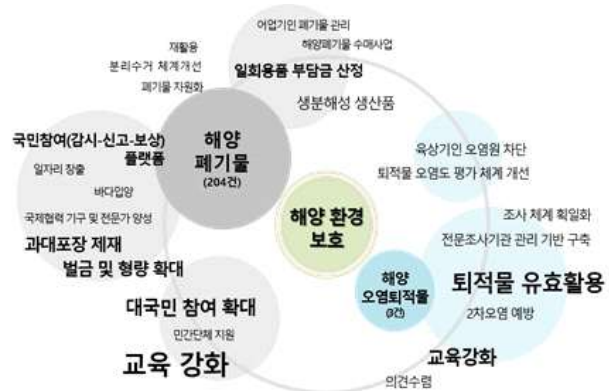 어업기인 폐기물 관리
해양폐기물 수매사업
일회용품 부담금 산정
생분해성 생산품
재활용
분리수거 체계개선
폐기물 자원화
해양
폐기물
(204건)
국민참여(감시-신고-보상)
플랫폼
일자리 창출
바다입양
국제협력 기구 및 전문가 양성
과대포장 제재
벌금 및 형량 확대
대국민 참여 확대
민간단체 지원
교육 강화
해양 환경
보호
육상기인 오염원 차단
퇴적물 오염도 평가 체계 개선
조사 체계 획일화
전문조사기관 관리 기반 구축
해양
오염퇴적물
(3건)
퇴적물 유효활용
2차오염 예방
교육강화
의견수렴